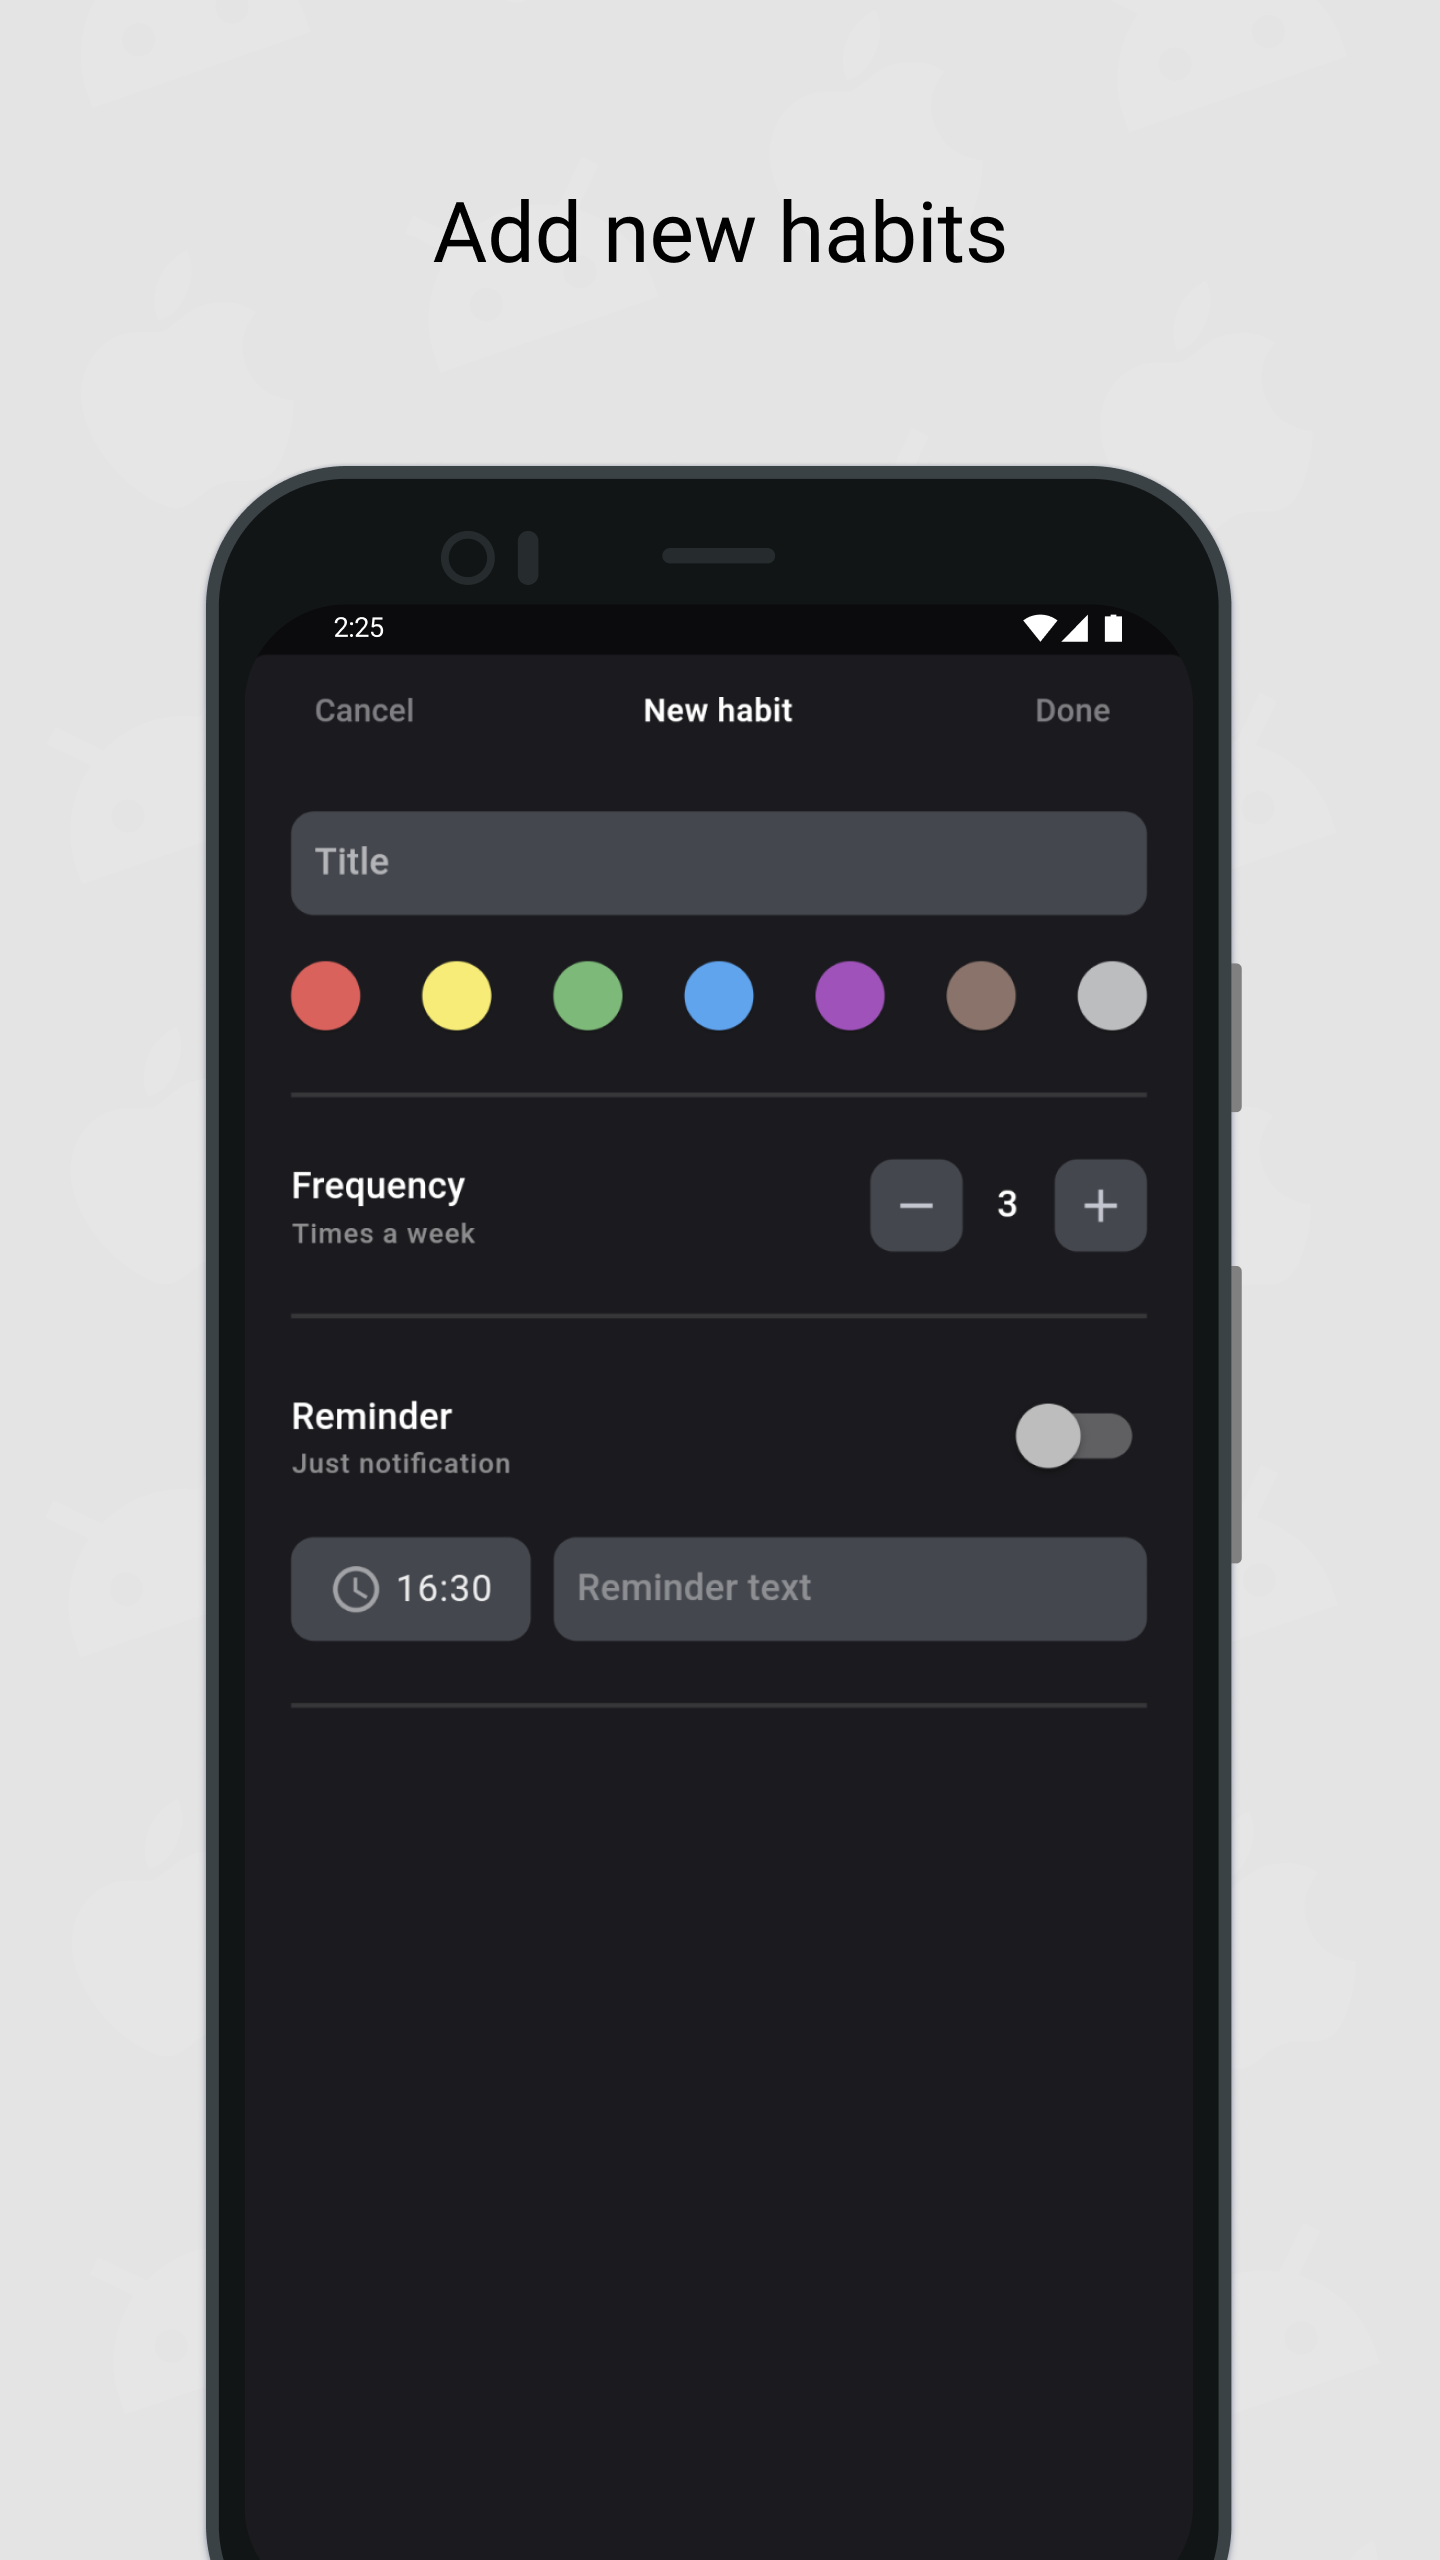 Add new habits
2:25
Cancel New habit Done
Title
Frequency
Times a week
3
Reminder
Just notification
16:30 Reminder text